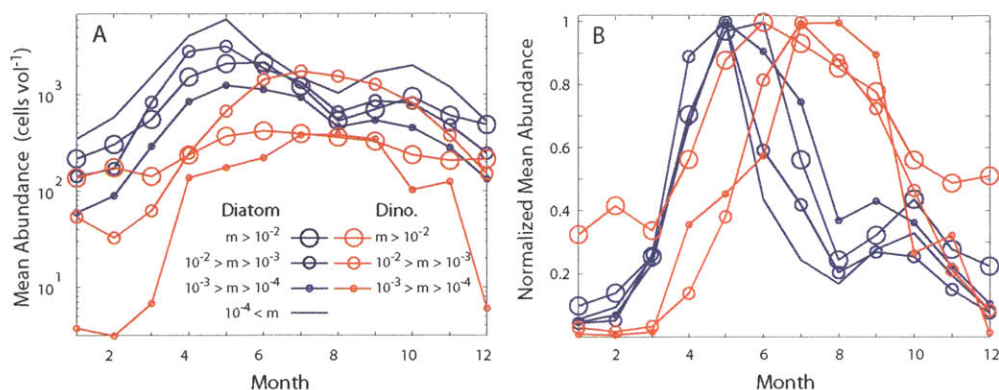 A
Mean Abundance (cells vol⁻¹)
10³
10²
10¹
Diatom Dino.
m > 10⁻² m > 10⁻²
10⁻² > m > 10⁻³ 10⁻² > m > 10⁻³
10⁻³ > m > 10⁻⁴ 10⁻³ > m > 10⁻⁴
10⁻⁴ < m
2 4 6 8 10 12
Month
B
Normalized Mean Abundance
1
0.8
0.6
0.4
0.2
2 4 6 8 10 12
Month